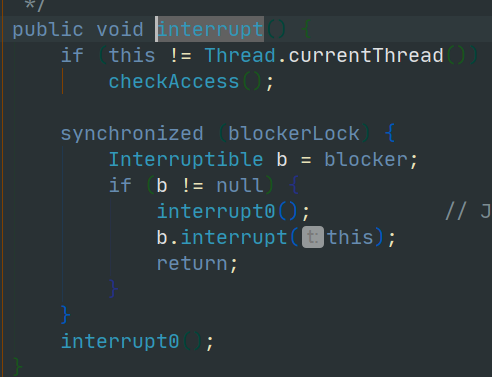 */
public void interrupt() {
if (this != Thread.currentThread())
checkAccess();
synchronized (blockerLock) {
Interruptible b = blocker;
if (b != null) {
interrupt0(); // J
b.interrupt( t: this);
return;
}
}
interrupt0();
}